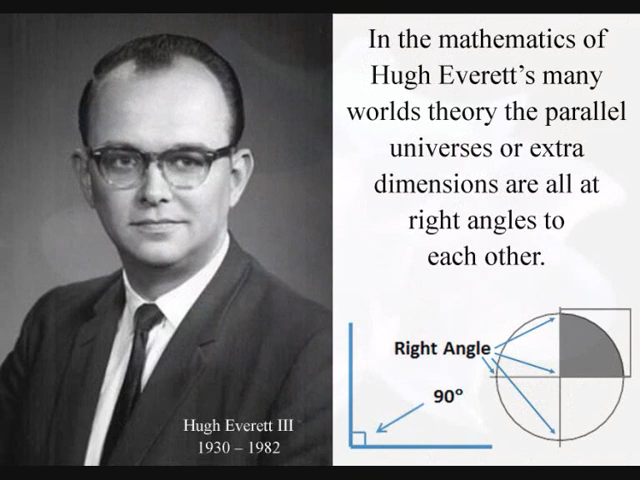 In the mathematics of
Hugh Everett’s many
worlds theory the parallel
universes or extra
dimensions are all at
right angles to
each other.
Right Angle
90°
Hugh Everett III
1930 – 1982